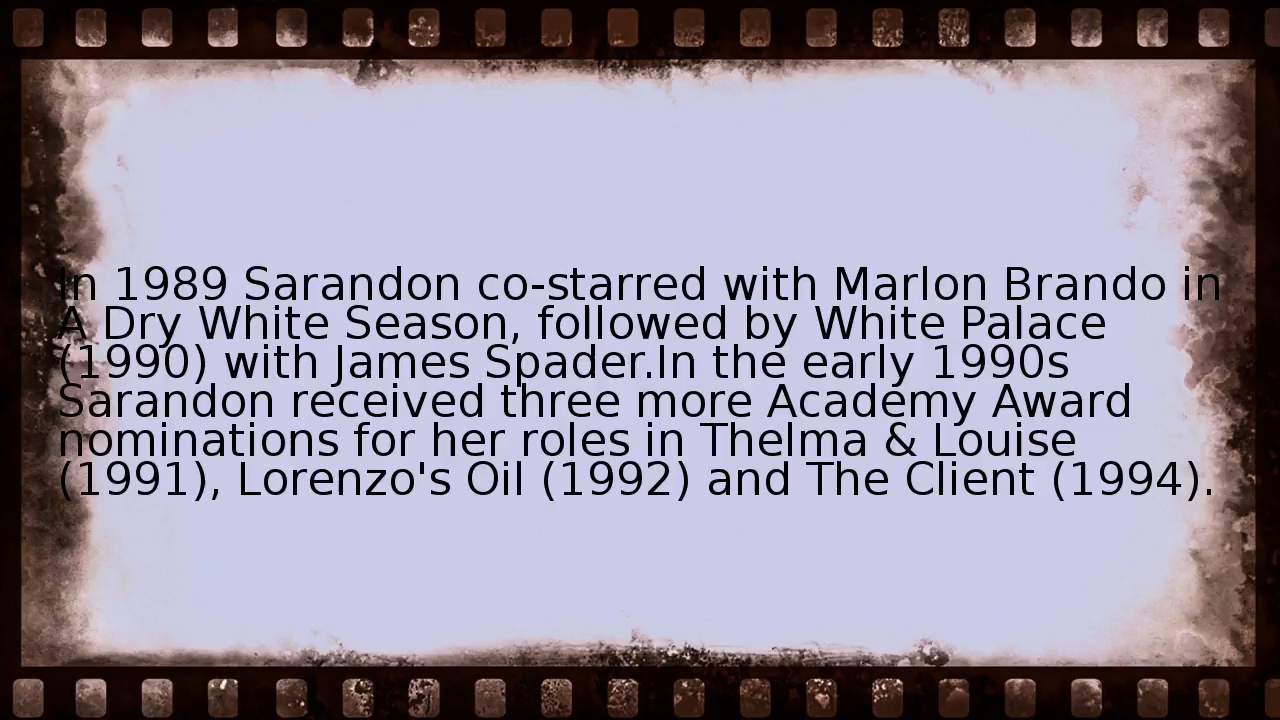 In 1989 Sarandon co-starred with Marlon Brando in
A Dry White Season, followed by White Palace
(1990) with James Spader.In the early 1990s
Sarandon received three more Academy Award
nominations for her roles in Thelma & Louise
(1991), Lorenzo's Oil (1992) and The Client (1994).